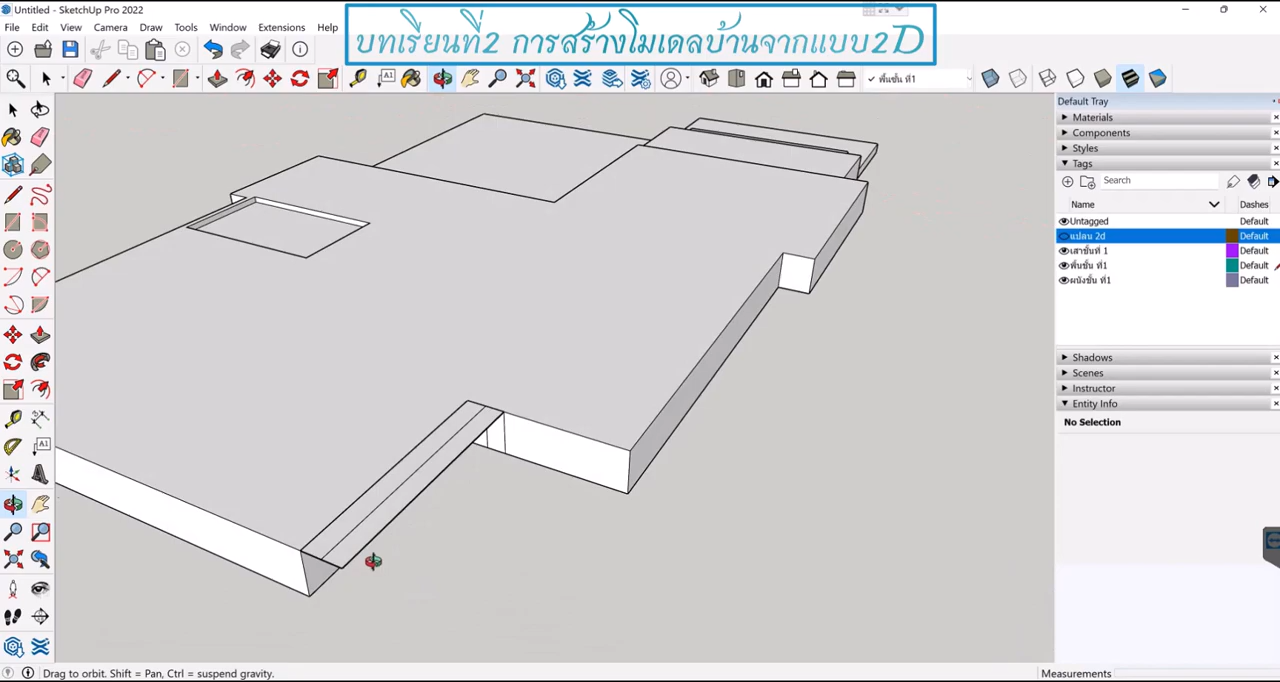 Untitled - SketchUp Pro 2022
File Edit View Camera Draw Tools Window Extensions Help
บทเรียนที่2 การสร้างโมเดลบ้านจากแบบ2D
A1
✓ พื้นชั้น ที่1
Default Tray
Materials
Components
Styles
Tags
Search
Name Dashes
Untagged Default
แปลน 2d Default
เสาชั้นที่ 1 Default
พื้นชั้น ที่1 Default
ผนังชั้น ที่1 Default
Shadows
Scenes
Instructor
Entity Info
No Selection
A1
Drag to orbit. Shift = Pan, Ctrl = suspend gravity.
Measurements